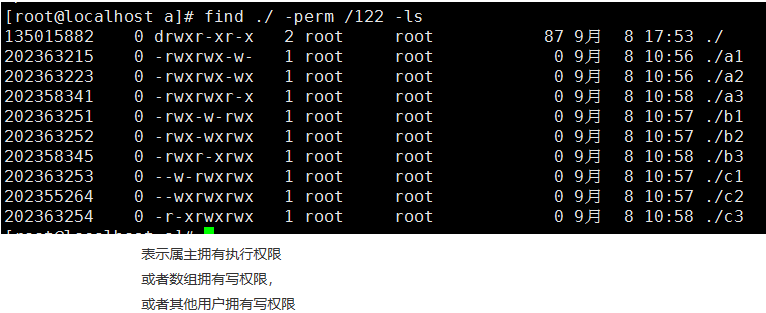 [root@localhost a]# find ./ -perm /122 -ls
135015882    0 drwxr-xr-x   2 root     root           87 9月  8 17:53 ./
202363215    0 -rwxrwx-w-   1 root     root            0 9月  8 10:56 ./a1
202363223    0 -rwxrwx-wx   1 root     root            0 9月  8 10:56 ./a2
202358341    0 -rwxrwxr-x   1 root     root            0 9月  8 10:58 ./a3
202363251    0 -rwx-w-rwx   1 root     root            0 9月  8 10:57 ./b1
202363252    0 -rwx-wxrwx   1 root     root            0 9月  8 10:57 ./b2
202358345    0 -rwxr-xrwx   1 root     root            0 9月  8 10:58 ./b3
202363253    0 --w-rwxrwx   1 root     root            0 9月  8 10:57 ./c1
202355264    0 --wxrwxrwx   1 root     root            0 9月  8 10:57 ./c2
202363254    0 -r-xrwxrwx   1 root     root            0 9月  8 10:58 ./c3
[root@localhost a]#
表示属主拥有执行权限
或者数组拥有写权限，
或者其他用户拥有写权限